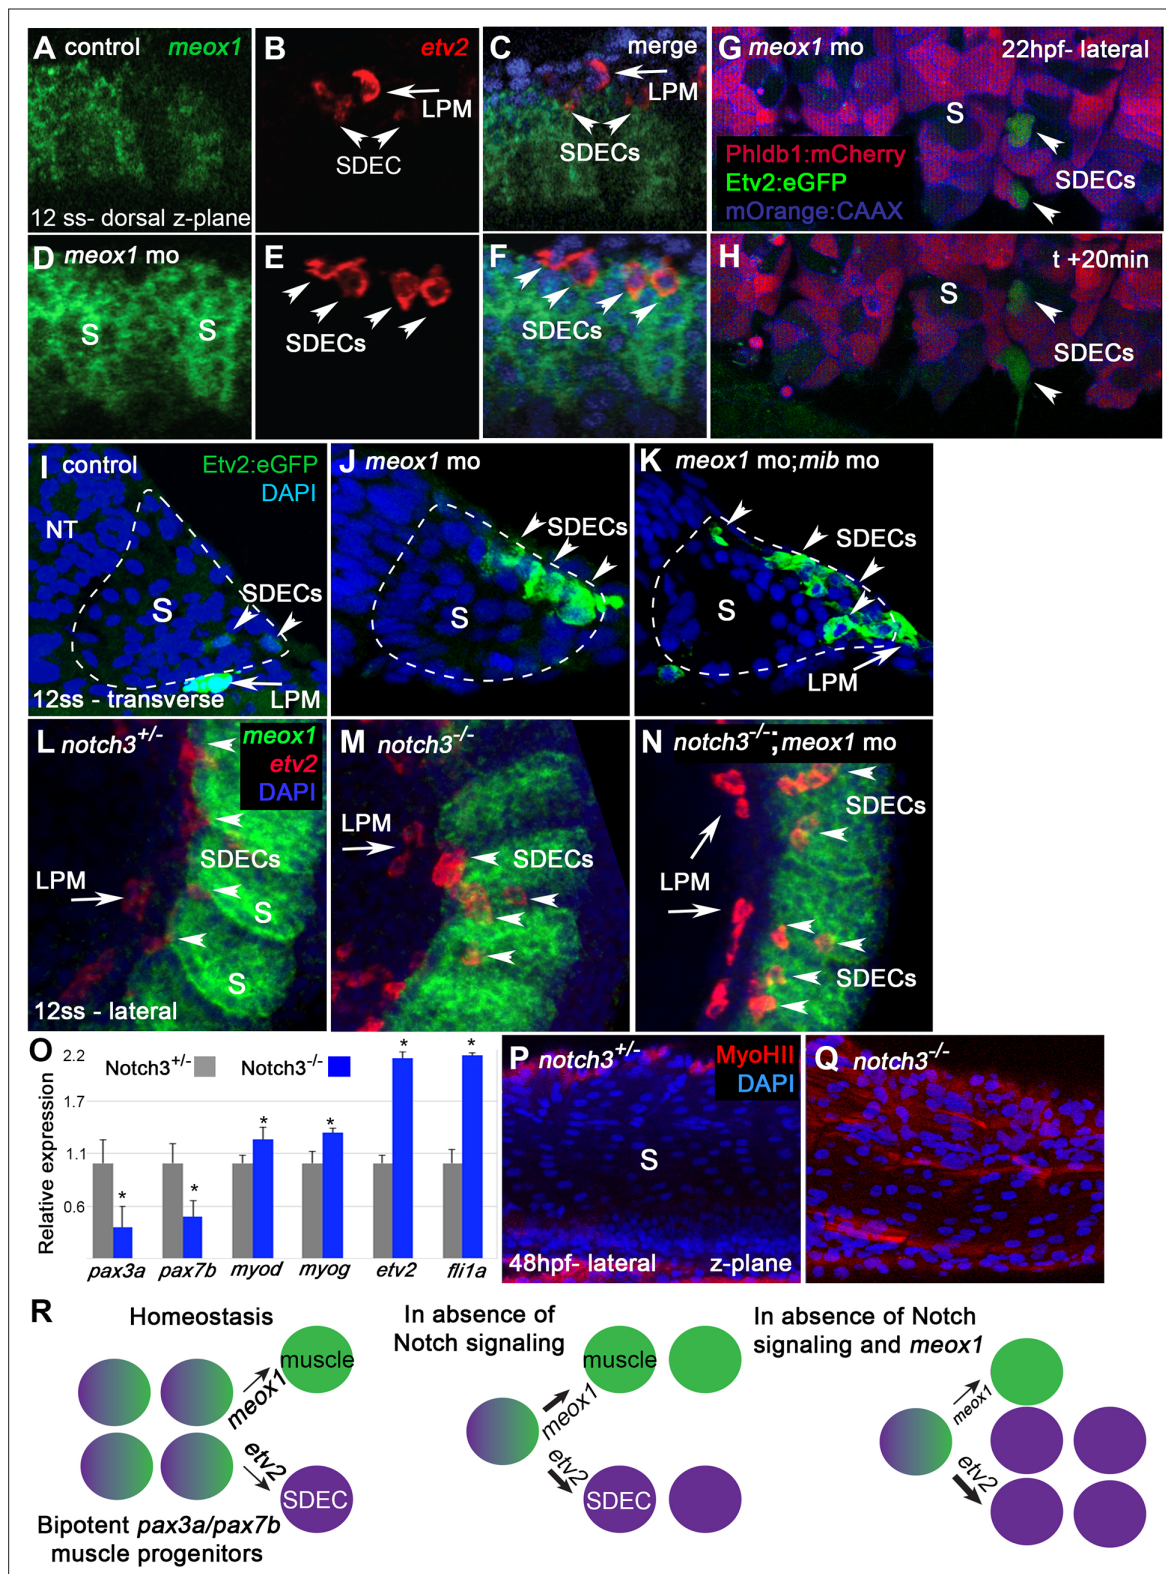 A control meox1
12 ss- dorsal z-plane
B etv2
LPM
SDEC
C merge
LPM
SDECs
G meox1 mo 22hpf- lateral
S
Phldb1:mCherry
Etv2:eGFP
mOrange:CAAX
SDECs
D meox1 mo
S S
E
SDECs
F
SDECs
H t +20min
S
SDECs
I control Etv2:eGFP
DAPI
NT
S
SDECs
12ss - transverse LPM
J meox1 mo
SDECs
S
K meox1 mo;mib mo
SDECs
S
LPM
L notch3+/- meox1
etv2
DAPI
SDECs
LPM
S
S
12ss - lateral
M notch3-/-
LPM
SDECs
N notch3-/-;meox1 mo
SDECs
LPM
SDECs
O
Notch3+/- Notch3-/-
Relative expression
2.2
1.7
1.1
0.6
* * * * * *
pax3a pax7b myod myog etv2 fli1a
P notch3+/- MyoHII
DAPI
S
48hpf- lateral z-plane
Q notch3-/-
R
Homeostasis
muscle
meox1
etv2
SDEC
Bipotent pax3a/pax7b
muscle progenitors
In absence of
Notch signaling
muscle
meox1
etv2
SDEC
In absence of Notch
signaling and meox1
meox1
etv2